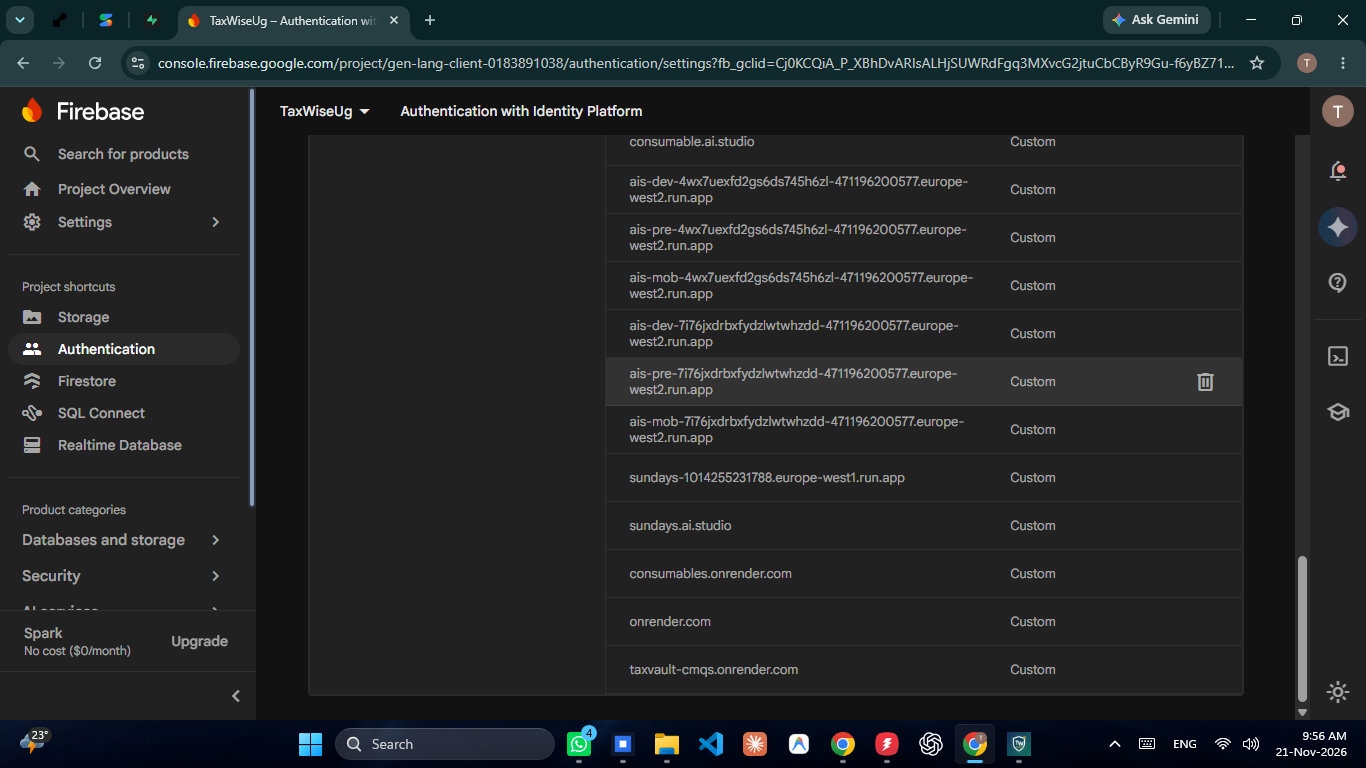 TaxWiseUg – Authentication wit
Ask Gemini
console.firebase.google.com/project/gen-lang-client-0183891038/authentication/settings?fb_gclid=Cj0KCQiA_P_XBhDvARIsALHjSUWRdFgq3MXvcG2jtuCbCByR9Gu-f6yBZ71...
T
Firebase
Search for products
Project Overview
Settings
Project shortcuts
Storage
Authentication
Firestore
SQL Connect
Realtime Database
Product categories
Databases and storage
Security
AI services
Spark
No cost ($0/month)
Upgrade
TaxWiseUg
Authentication with Identity Platform
T
consumable.ai.studio
Custom
ais-dev-4wx7uexfd2gs6ds745h6zl-471196200577.europe-
west2.run.app
Custom
ais-pre-4wx7uexfd2gs6ds745h6zl-471196200577.europe-
west2.run.app
Custom
ais-mob-4wx7uexfd2gs6ds745h6zl-471196200577.europe-
west2.run.app
Custom
ais-dev-7i76jxdrbxfydzlwtwhzdd-471196200577.europe-
west2.run.app
Custom
ais-pre-7i76jxdrbxfydzlwtwhzdd-471196200577.europe-
west2.run.app
Custom
ais-mob-7i76jxdrbxfydzlwtwhzdd-471196200577.europe-
west2.run.app
Custom
sundays-1014255231788.europe-west1.run.app
Custom
sundays.ai.studio
Custom
consumables.onrender.com
Custom
onrender.com
Custom
taxvault-cmqs.onrender.com
Custom
23°
Search
4
ENG
9:56 AM
21-Nov-2026